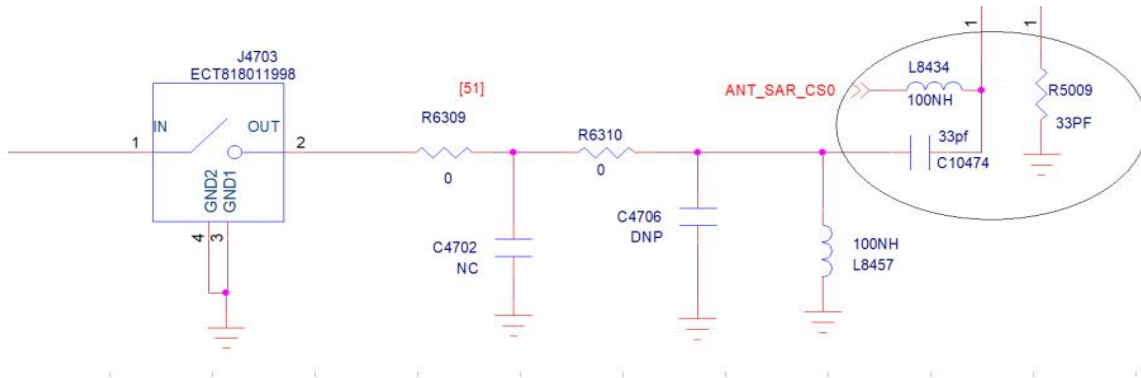 J4703
ECT818011998
IN
OUT
1
2
GND2
GND1
4
3
[51]
R6309
0
R6310
0
C4702
NC
C4706
DNP
100NH
L8457
ANT_SAR_CS0
L8434
100NH
33pf
C10474
1
1
R5009
33PF